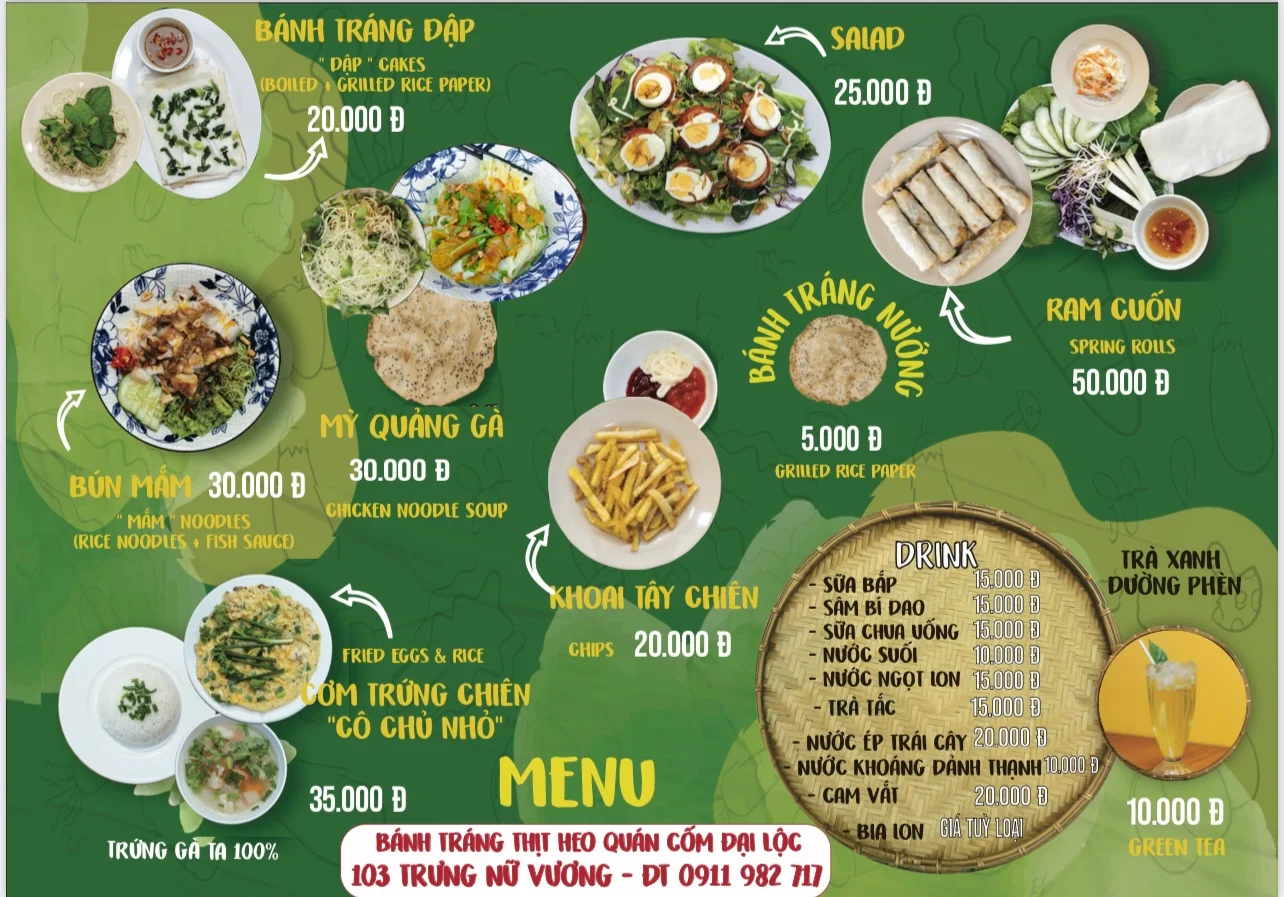 BÁNH TRÁNG ĐẬP
" ĐẬP " CAKES
(BOILED + GRILLED RICE PAPER)
20.000 Đ
SALAD
25.000 Đ
RAM CUỐN
SPRING ROLLS
50.000 Đ
BÁNH TRÁNG NƯỚNG
5.000 Đ
GRILLED RICE PAPER
MỲ QUẢNG GÀ
30.000 Đ
CHICKEN NOODLE SOUP
BÚN MẮM 30.000 Đ
" MẮM " NOODLES
(RICE NOODLES + FISH SAUCE)
KHOAI TÂY CHIÊN
CHIPS 20.000 Đ
FRIED EGGS & RICE
CƠM TRỨNG CHIÊN
"CÔ CHỦ NHỎ"
35.000 Đ
TRỨNG GÀ TA 100%
DRINK
- SỮA BẮP 15.000 Đ
- SÂM BÍ DAO 15.000 Đ
- SỮA CHUA UỐNG 15.000 Đ
- NƯỚC SUỐI 10.000 Đ
- NƯỚC NGỌT LON 15.000 Đ
- TRÀ TẮC 15.000 Đ
- NƯỚC ÉP TRÁI CÂY 20.000 Đ
- NƯỚC KHOÁNG DẢNH THẠNH 10.000 Đ
- CAM VẮT 20.000 Đ
- BIA LON GIÁ TUỲ LOẠI
TRÀ XANH
ĐƯỜNG PHÈN
10.000 Đ
GREEN TEA
MENU
BÁNH TRÁNG THỊT HEO QUÁN CỐM ĐẠI LỘC
103 TRƯNG NỮ VƯƠNG - ĐT 0911 982 717